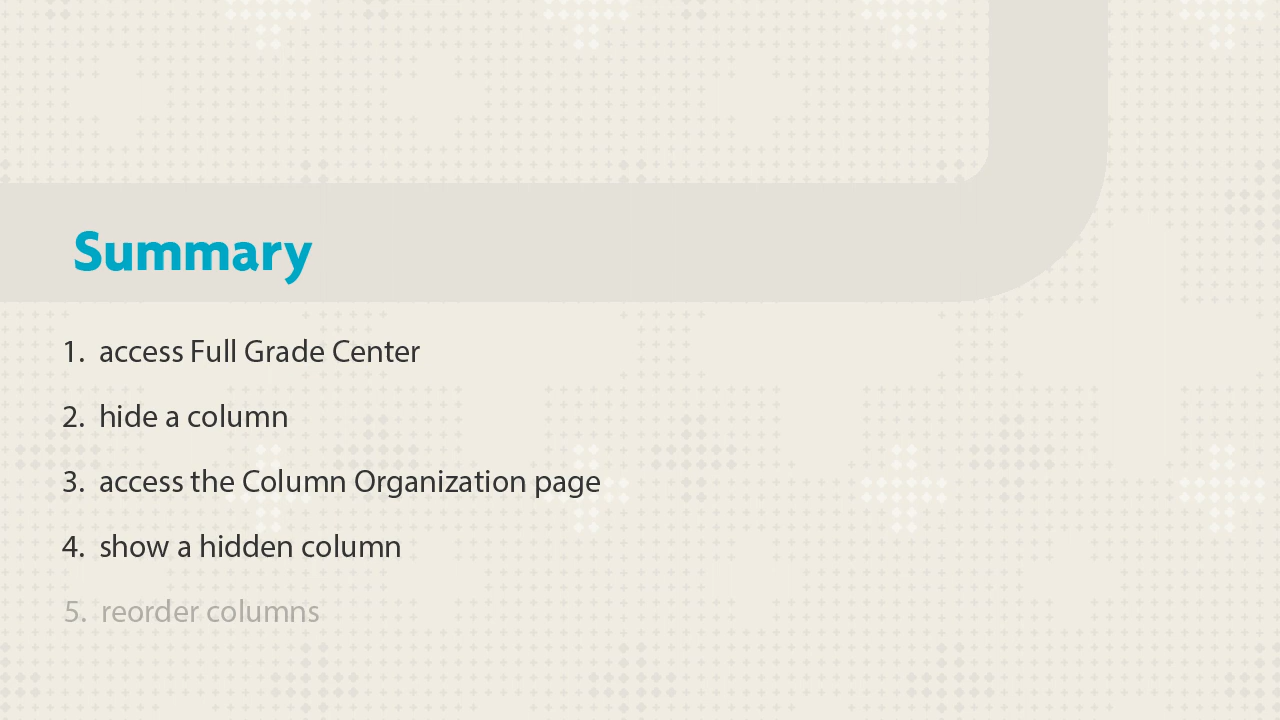 Summary
1. access Full Grade Center
2. hide a column
3. access the Column Organization page
4. show a hidden column
5. reorder columns